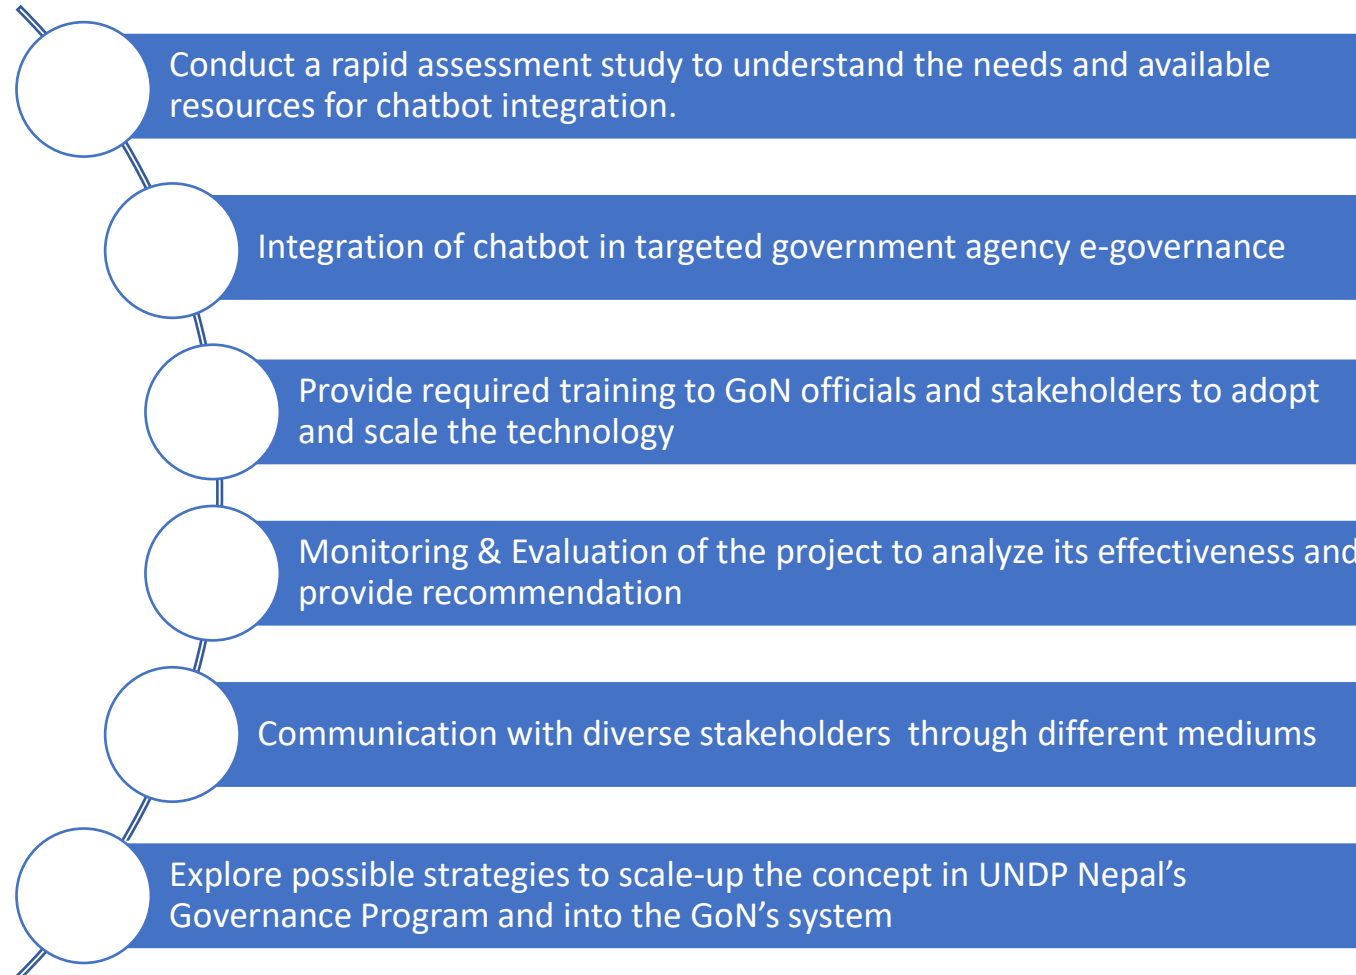 Conduct a rapid assessment study to understand the needs and available
resources for chatbot integration.
Integration of chatbot in targeted government agency e-governance
Provide required training to GoN officials and stakeholders to adopt
and scale the technology
Monitoring & Evaluation of the project to analyze its effectiveness and
provide recommendation
Communication with diverse stakeholders  through different mediums
Explore possible strategies to scale-up the concept in UNDP Nepal’s
Governance Program and into the GoN’s system